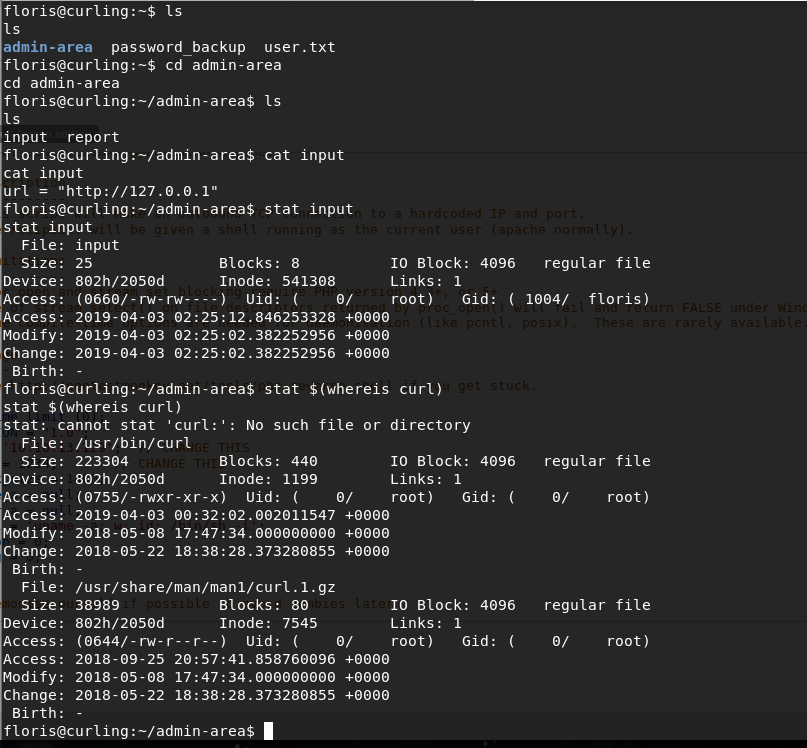 floris@curling:~$ ls
ls
admin-area  password_backup  user.txt
floris@curling:~$ cd admin-area
cd admin-area
floris@curling:~/admin-area$ ls
ls
input  report
floris@curling:~/admin-area$ cat input
cat input
url = "http://127.0.0.1"
floris@curling:~/admin-area$ stat input
stat input
  File: input
  Size: 25              Blocks: 8          IO Block: 4096   regular file
Device: 802h/2050d      Inode: 541308      Links: 1
Access: (0660/-rw-rw----)  Uid: (    0/    root)   Gid: ( 1004/  floris)
Access: 2019-04-03 02:25:12.862153828 +0000
Modify: 2019-04-03 02:25:02.382252956 +0000
Change: 2019-04-03 02:25:02.382252956 +0000
 Birth: -
floris@curling:~/admin-area$ stat $(whereis curl)
stat $(whereis curl)
stat: cannot stat 'curl:': No such file or directory
  File: /usr/bin/curl
  Size: 223304          Blocks: 440        IO Block: 4096   regular file
Device: 802h/2050d      Inode: 1199        Links: 1
Access: (0755/-rwxr-xr-x)  Uid: (    0/    root)   Gid: (    0/    root)
Access: 2019-04-03 00:32:02.002011547 +0000
Modify: 2018-05-08 17:47:34.000000000 +0000
Change: 2018-05-22 18:38:28.373280855 +0000
 Birth: -
  File: /usr/share/man/man1/curl.1.gz
  Size: 38989           Blocks: 80         IO Block: 4096   regular file
Device: 802h/2050d      Inode: 7545        Links: 1
Access: (0644/-rw-r--r--)  Uid: (    0/    root)   Gid: (    0/    root)
Access: 2018-09-25 20:57:41.858760096 +0000
Modify: 2018-05-08 17:47:34.000000000 +0000
Change: 2018-05-22 18:38:28.373280855 +0000
 Birth: -
floris@curling:~/admin-area$